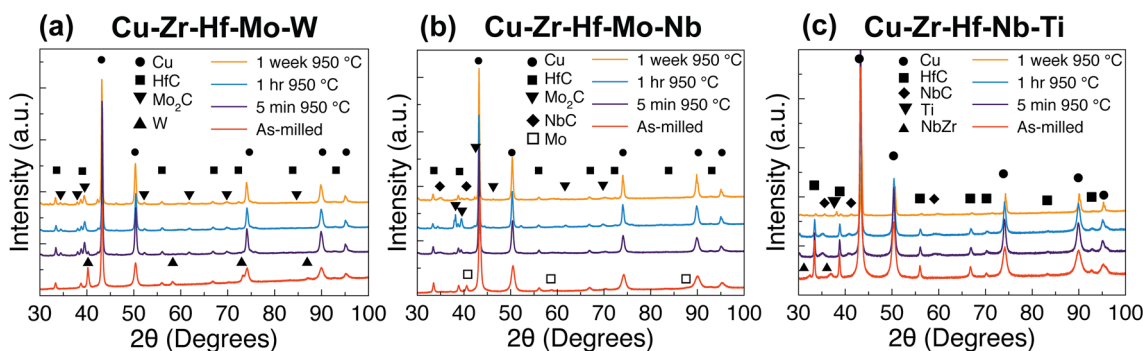 (a) Cu-Zr-Hf-Mo-W
Intensity (a.u.)
Cu
HfC
Mo2C
W
1 week 950 °C
1 hr 950 °C
5 min 950 °C
As-milled
30 40 50 60 70 80 90 100
2θ (Degrees)
(b) Cu-Zr-Hf-Mo-Nb
Intensity (a.u.)
Cu
HfC
Mo2C
NbC
Mo
1 week 950 °C
1 hr 950 °C
5 min 950 °C
As-milled
30 40 50 60 70 80 90 100
2θ (Degrees)
(c) Cu-Zr-Hf-Nb-Ti
Intensity (a.u.)
Cu
HfC
NbC
Ti
NbZr
1 week 950 °C
1 hr 950 °C
5 min 950 °C
As-milled
30 40 50 60 70 80 90 100
2θ (Degrees)